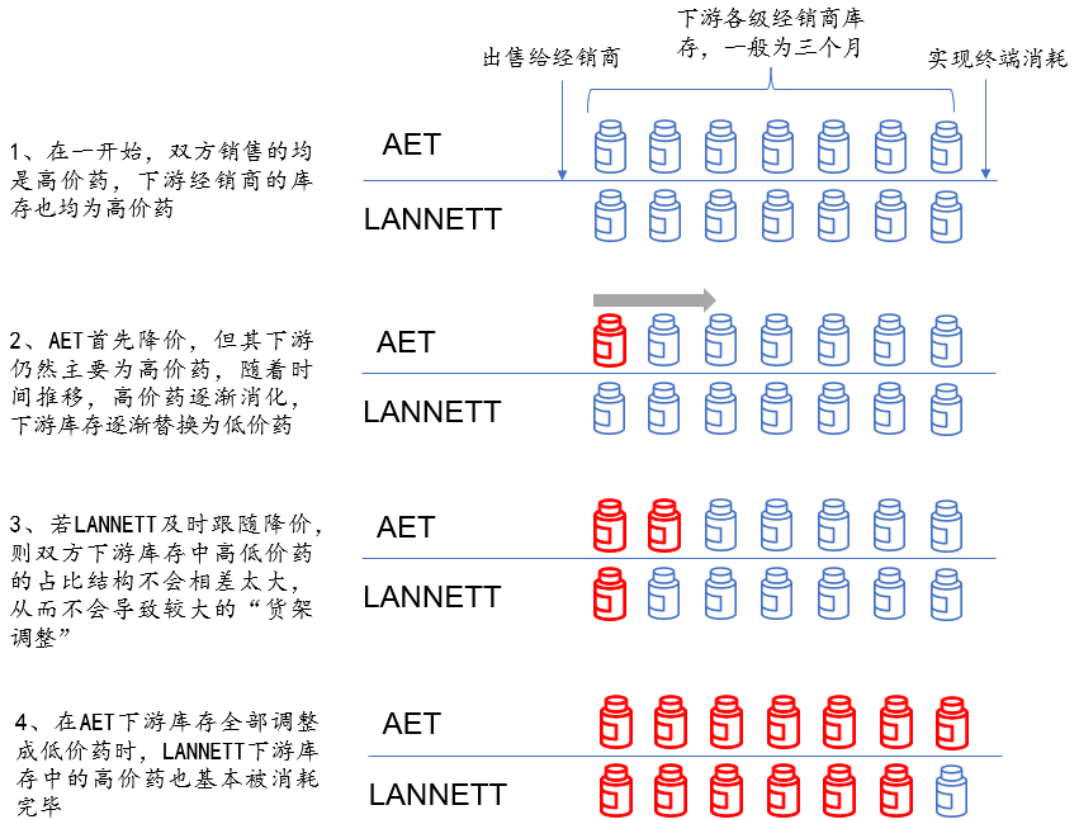 下游各级经销商库
存，一般为三个月
出售给经销商
实现终端消耗
1、在一开始，双方销售的均
是高价药，下游经销商的库
存也均为高价药
AET
LANNETT
2、AET首先降价，但其下游
仍然主要为高价药，随着时
间推移，高价药逐渐消化，
下游库存逐渐替换为低价药
AET
LANNETT
3、若LANNETT及时跟随降价，
则双方下游库存中高低价药
的占比结构不会相差太大，
从而不会导致较大的“货架
调整”
AET
LANNETT
4、在AET下游库存全部调整
成低价药时，LANNETT下游库
存中的高价药也基本被消耗
完毕
AET
LANNETT